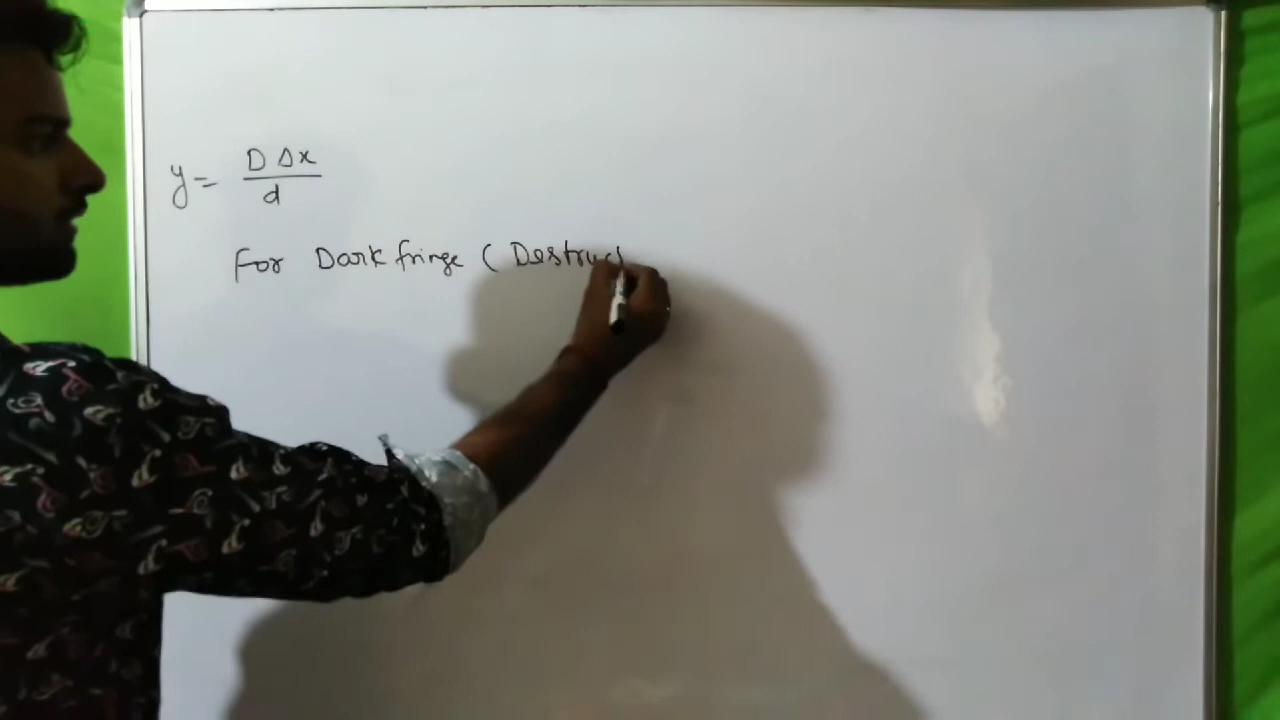 y = D Δx / d
For Dark fringe ( Destruc